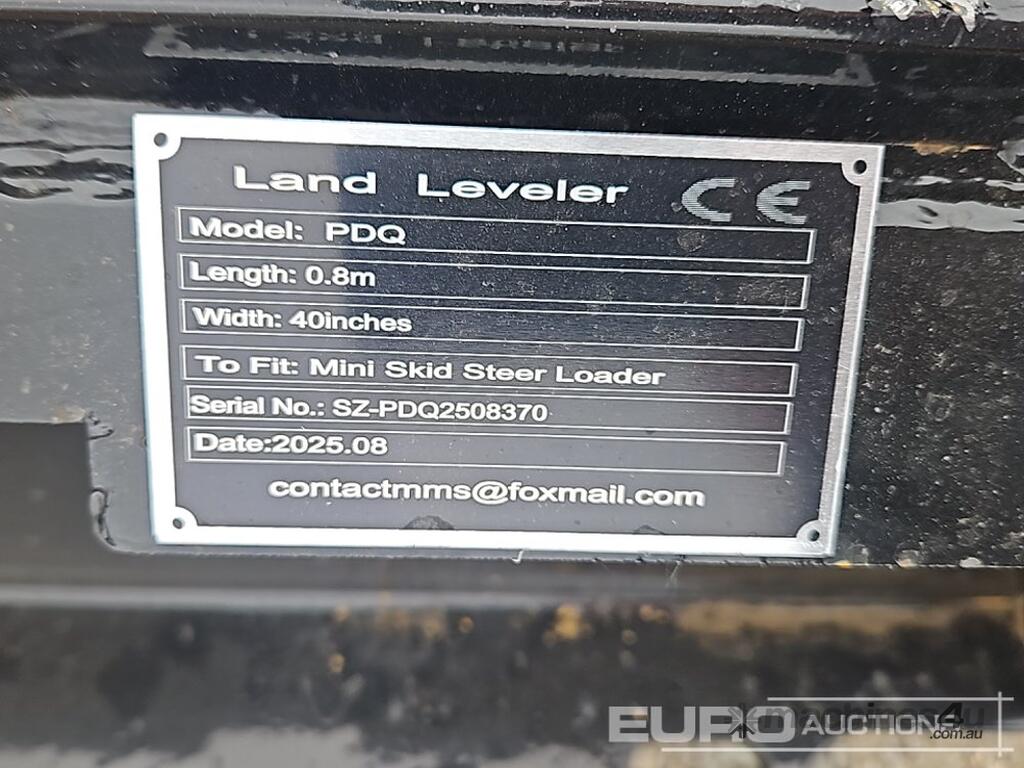 Land Leveler CE
Model: PDQ
Length: 0.8m
Width: 40inches
To Fit: Mini Skid Steer Loader
Serial No.: SZ-PDQ2508370
Date:2025.08
contactmms@foxmail.com
machines4u
.com.au
EURO AUCTIONS